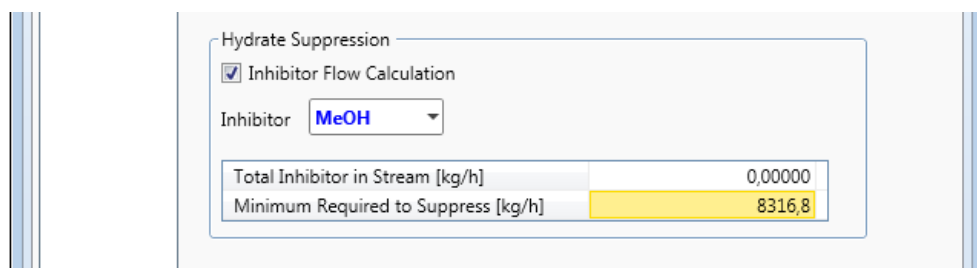 Hydrate Suppression
Inhibitor Flow Calculation
Inhibitor MeOH
Total Inhibitor in Stream [kg/h] 0,00000
Minimum Required to Suppress [kg/h] 8316,8